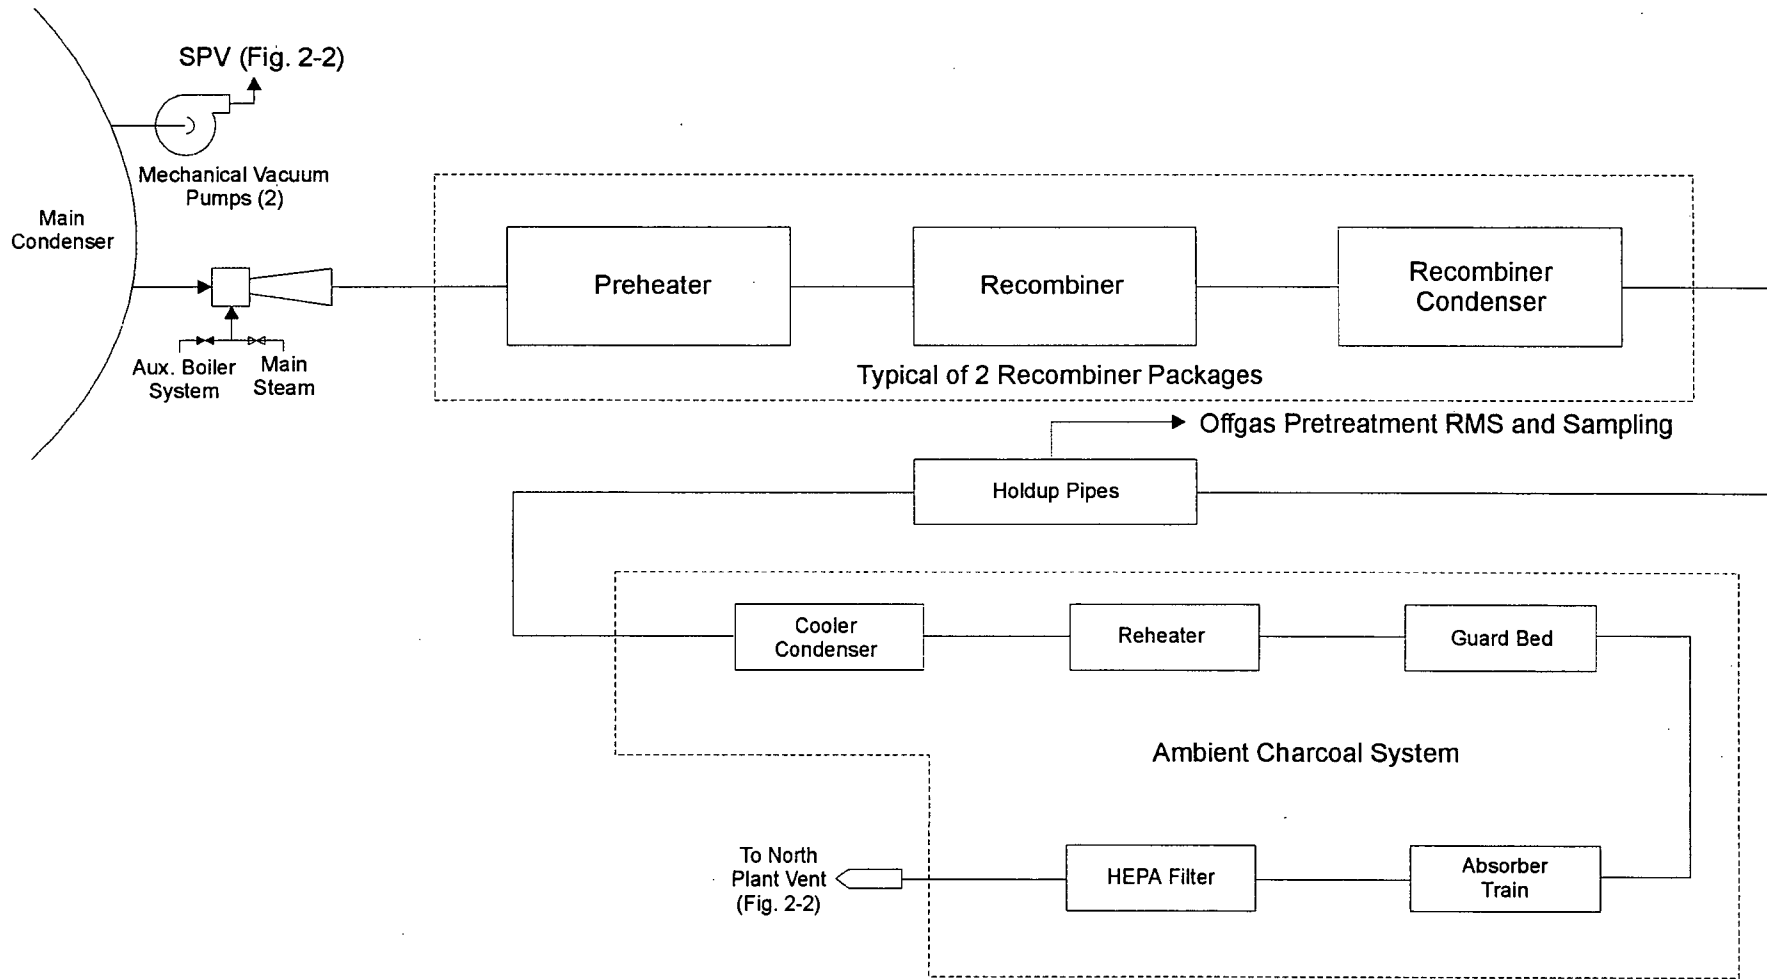 SPV (Fig. 2-2)
Mechanical Vacuum
Pumps (2)
Main
Condenser
Preheater
Recombiner
Recombiner
Condenser
Aux. Boiler
System
Main
Steam
Typical of 2 Recombiner Packages
Offgas Pretreatment RMS and Sampling
Holdup Pipes
Cooler
Condenser
Reheater
Guard Bed
Ambient Charcoal System
To North
Plant Vent
(Fig. 2-2)
HEPA Filter
Absorber
Train